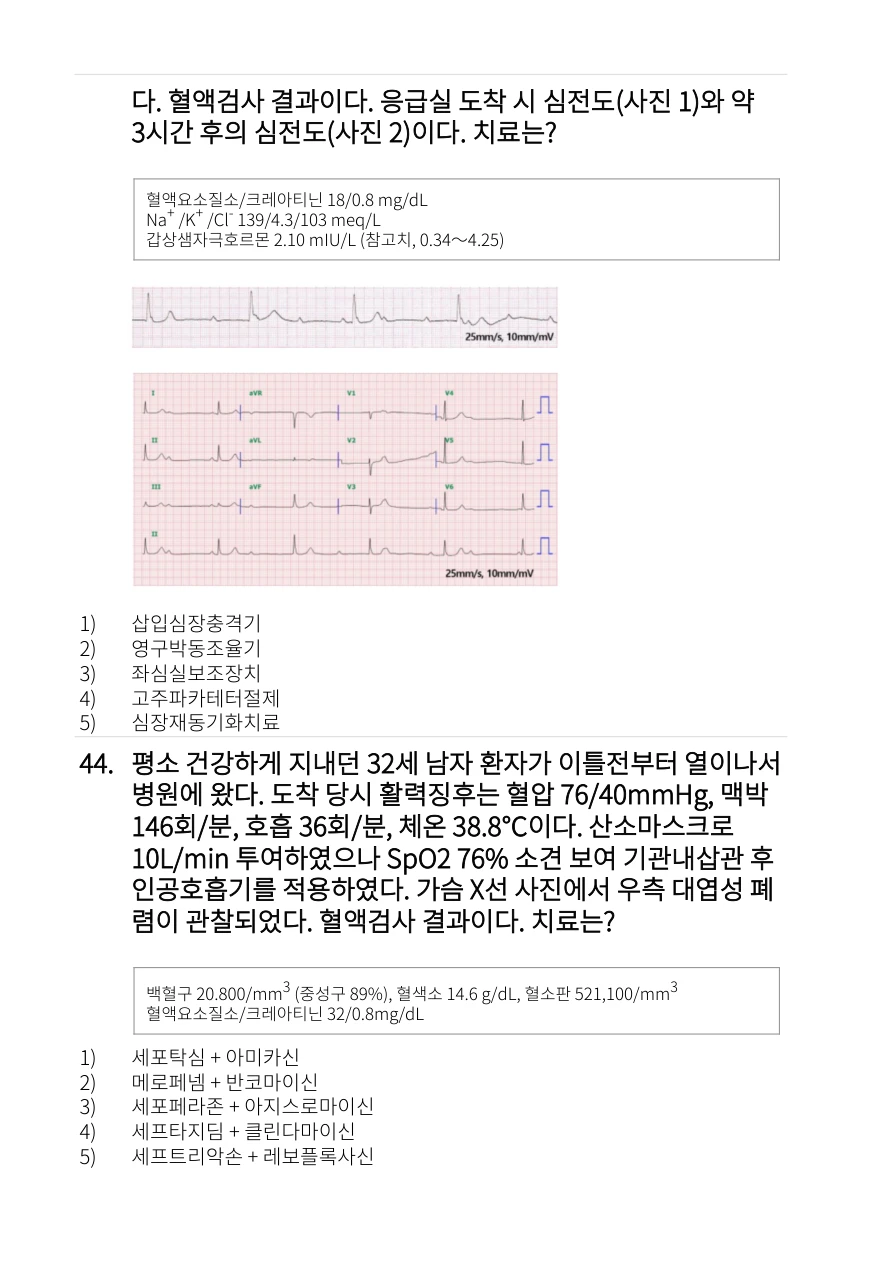 다. 혈액검사 결과이다. 응급실 도착 시 심전도(사진 1)와 약
3시간 후의 심전도(사진 2)이다. 치료는?
혈액요소질소/크레아티닌 18/0.8 mg/dL
Na+ /K+ /Cl- 139/4.3/103 meq/L
갑상샘자극호르몬 2.10 mIU/L (참고치, 0.34～4.25)
25mm/s, 10mm/mV
I aVR V1 V4
II aVL V2 V5
III aVF V3 V6
II
25mm/s, 10mm/mV
1) 삽입심장충격기
2) 영구박동조율기
3) 좌심실보조장치
4) 고주파카테터절제
5) 심장재동기화치료
44. 평소 건강하게 지내던 32세 남자 환자가 이틀전부터 열이나서
병원에 왔다. 도착 당시 활력징후는 혈압 76/40mmHg, 맥박
146회/분, 호흡 36회/분, 체온 38.8℃이다. 산소마스크로
10L/min 투여하였으나 SpO2 76% 소견 보여 기관내삽관 후
인공호흡기를 적용하였다. 가슴 X선 사진에서 우측 대엽성 폐
렴이 관찰되었다. 혈액검사 결과이다. 치료는?
백혈구 20.800/mm3 (중성구 89%), 혈색소 14.6 g/dL, 혈소판 521,100/mm3
혈액요소질소/크레아티닌 32/0.8mg/dL
1) 세포탁심 + 아미카신
2) 메로페넴 + 반코마이신
3) 세포페라존 + 아지스로마이신
4) 세프타지딤 + 클린다마이신
5) 세프트리악손 + 레보플록사신